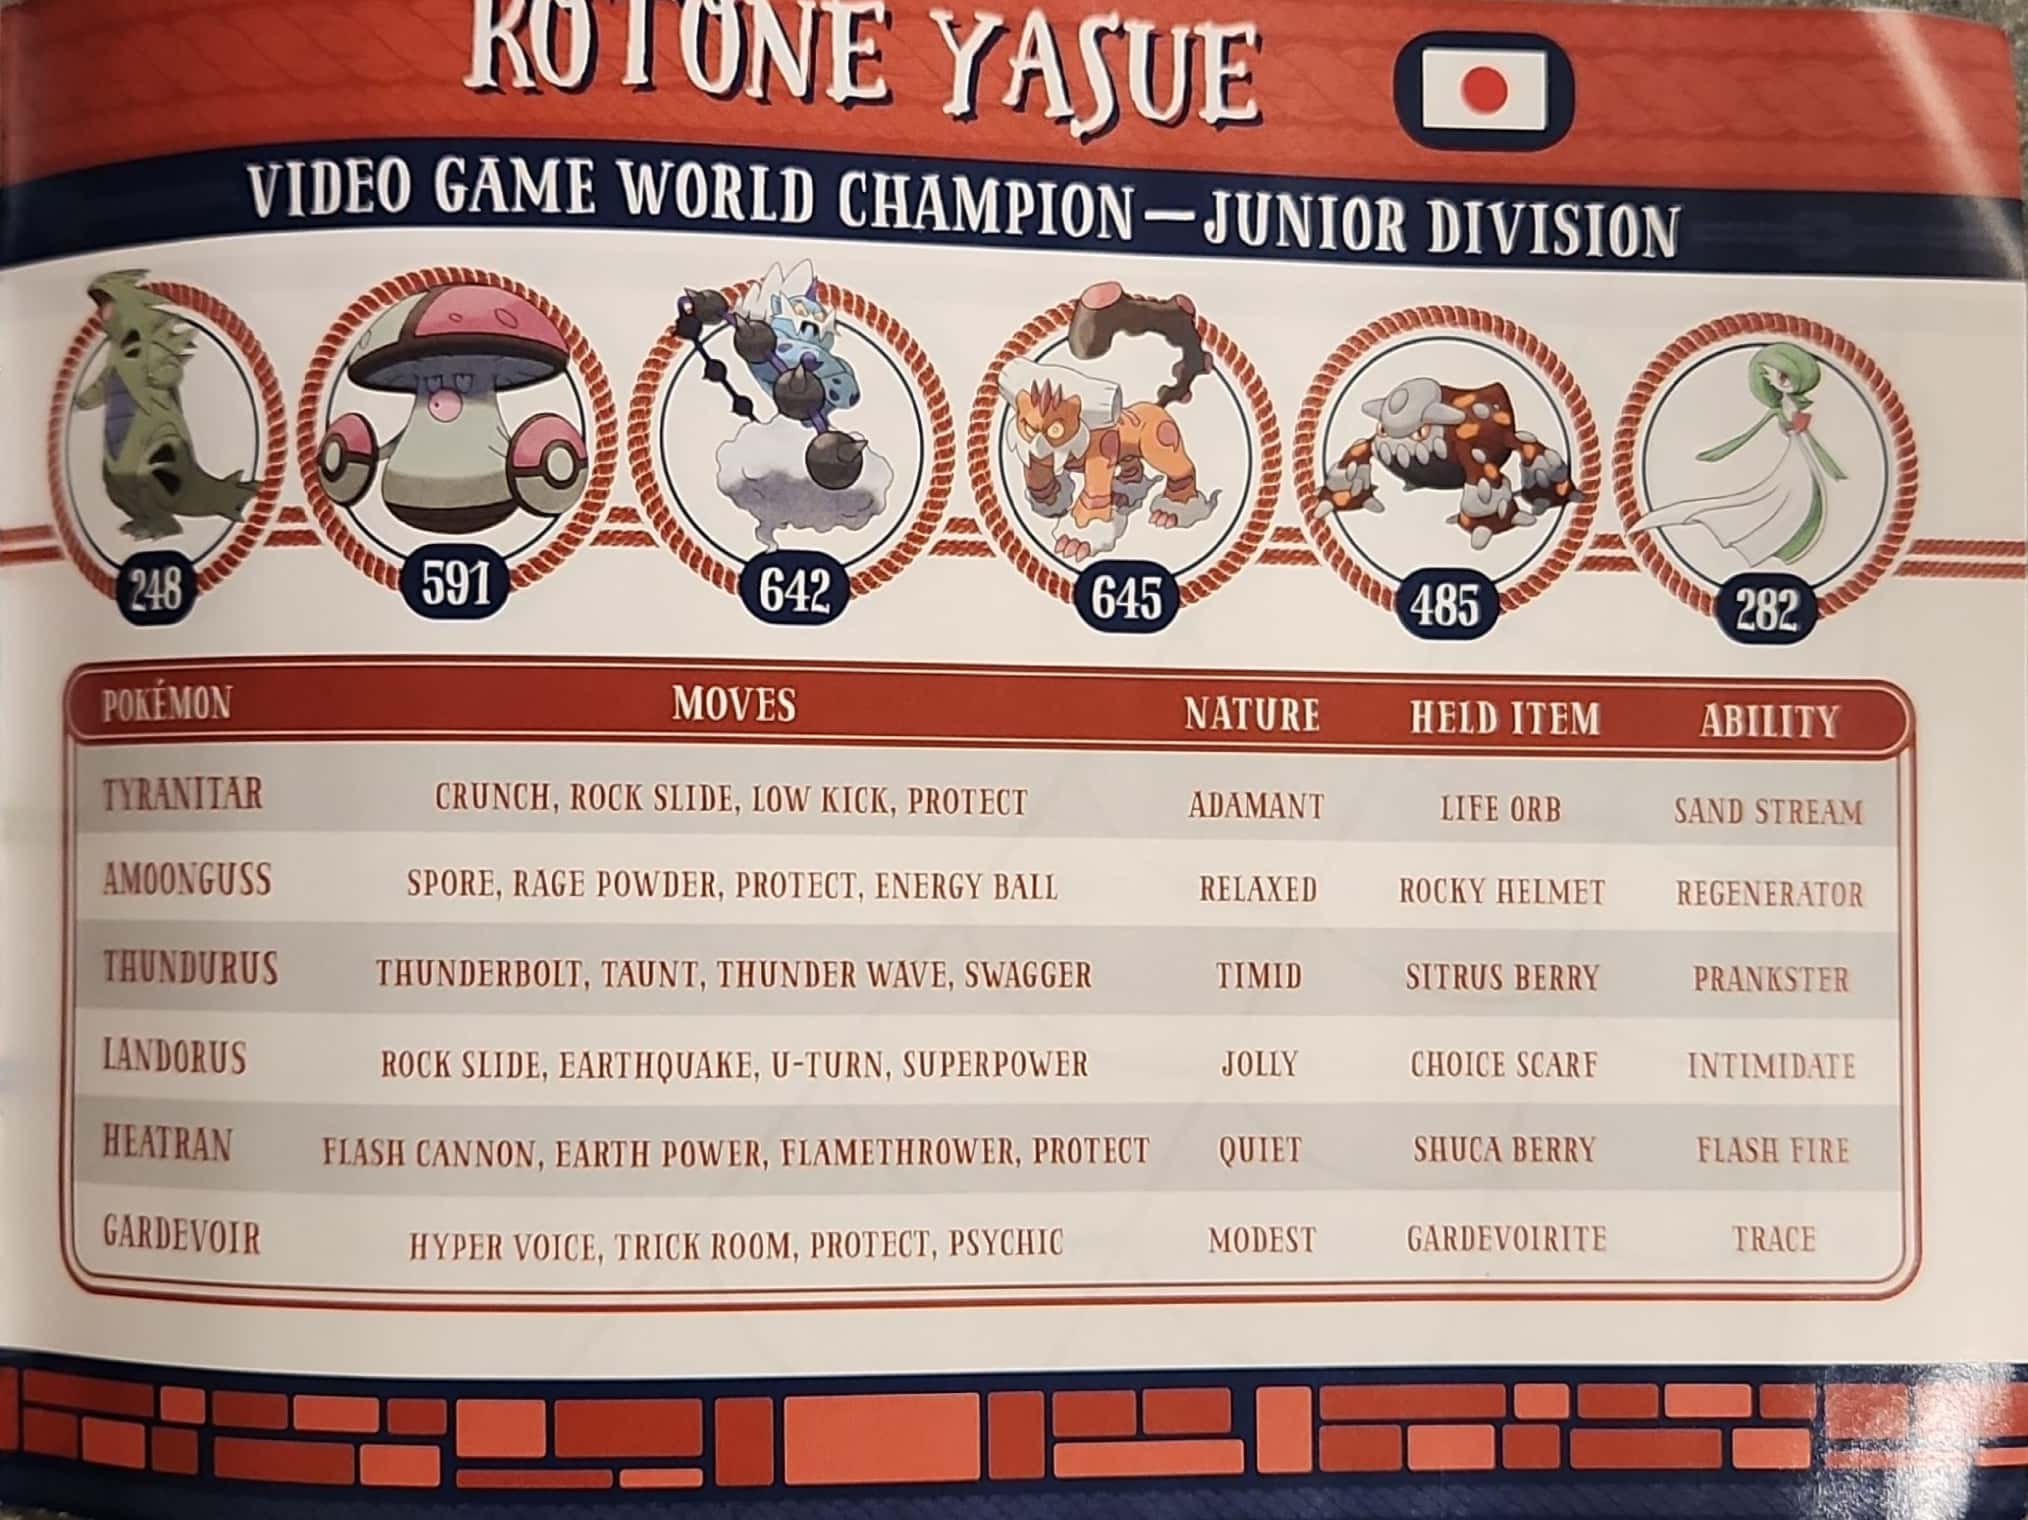 KOTONE YASUE
VIDEO GAME WORLD CHAMPION—JUNIOR DIVISION
248 591 642 645 485 282
POKÉMON MOVES NATURE HELD ITEM ABILITY
TYRANITAR CRUNCH, ROCK SLIDE, LOW KICK, PROTECT ADAMANT LIFE ORB SAND STREAM
AMOONGUSS SPORE, RAGE POWDER, PROTECT, ENERGY BALL RELAXED ROCKY HELMET REGENERATOR
THUNDURUS THUNDERBOLT, TAUNT, THUNDER WAVE, SWAGGER TIMID SITRUS BERRY PRANKSTER
LANDORUS ROCK SLIDE, EARTHQUAKE, U-TURN, SUPERPOWER JOLLY CHOICE SCARF INTIMIDATE
HEATRAN FLASH CANNON, EARTH POWER, FLAMETHROWER, PROTECT QUIET SHUCA BERRY FLASH FIRE
GARDEVOIR HYPER VOICE, TRICK ROOM, PROTECT, PSYCHIC MODEST GARDEVOIRITE TRACE